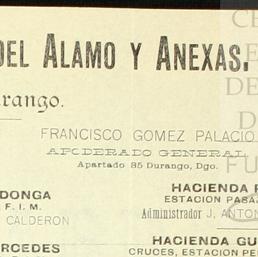 DEL ALAMO Y ANEXAS.
rango.
FRANCISCO GOMEZ PALACIO
APODERADO GENERAL
Apartado 85 Durango, Dgo.
DONGA
F. I. M.
CALDERON
HACIENDA
ESTACION PASA
Administrador J. ANTON
RCEDES
HACIENDA GU
CRUCES, ESTACION PE